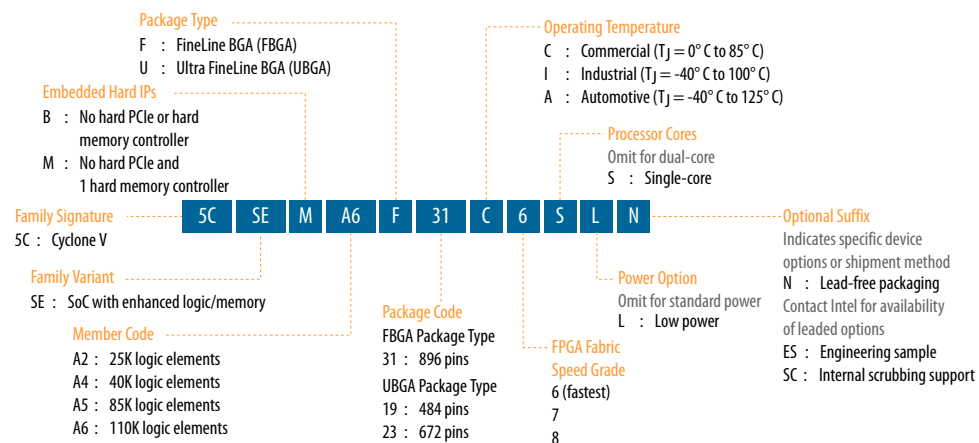 Package Type
F : FineLine BGA (FBGA)
U : Ultra FineLine BGA (UBGA)
Operating Temperature
C : Commercial (TJ = 0° C to 85° C)
I : Industrial (TJ = -40° C to 100° C)
A : Automotive (TJ = -40° C to 125° C)
Embedded Hard IPs
B : No hard PCIe or hard
memory controller
M : No hard PCIe and
1 hard memory controller
Processor Cores
Omit for dual-core
S : Single-core
5C SE M A6 F 31 C 6 S L N
Family Signature
5C : Cyclone V
Family Variant
SE : SoC with enhanced logic/memory
Member Code
A2 : 25K logic elements
A4 : 40K logic elements
A5 : 85K logic elements
A6 : 110K logic elements
Package Code
FBGA Package Type
31 : 896 pins
UBGA Package Type
19 : 484 pins
23 : 672 pins
FPGA Fabric
Speed Grade
6 (fastest)
7
8
Power Option
Omit for standard power
L : Low power
Optional Suffix
Indicates specific device
options or shipment method
N : Lead-free packaging
Contact Intel for availability
of leaded options
ES : Engineering sample
SC : Internal scrubbing support